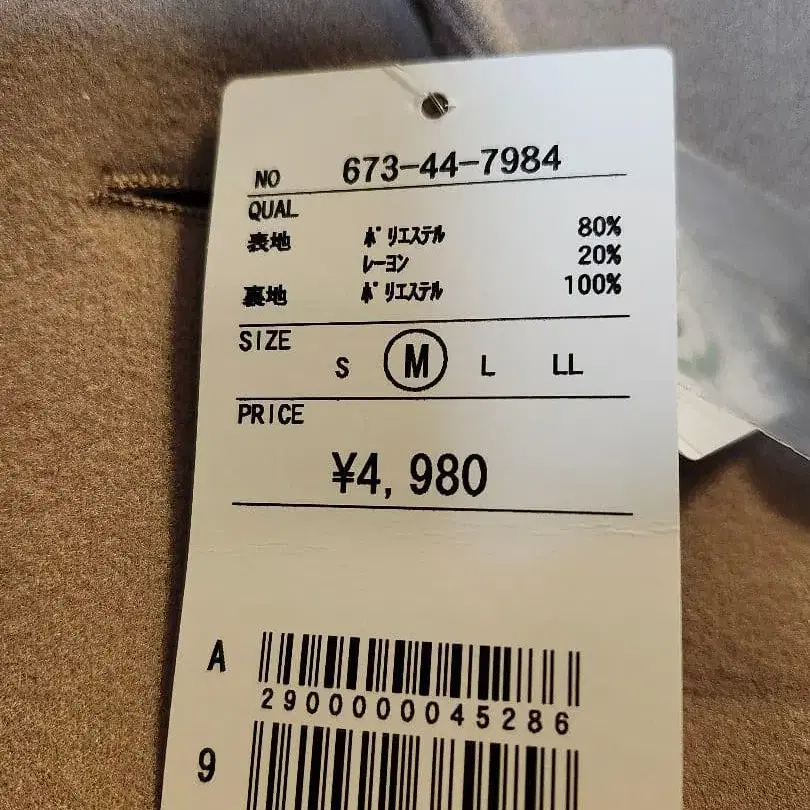 NO 673-44-7984
QUAL
表地 ポリエステル 80%
レーヨン 20%
裏地 ポリエステル 100%
SIZE
S M L LL
PRICE
¥4,980
A
2900000045286
9